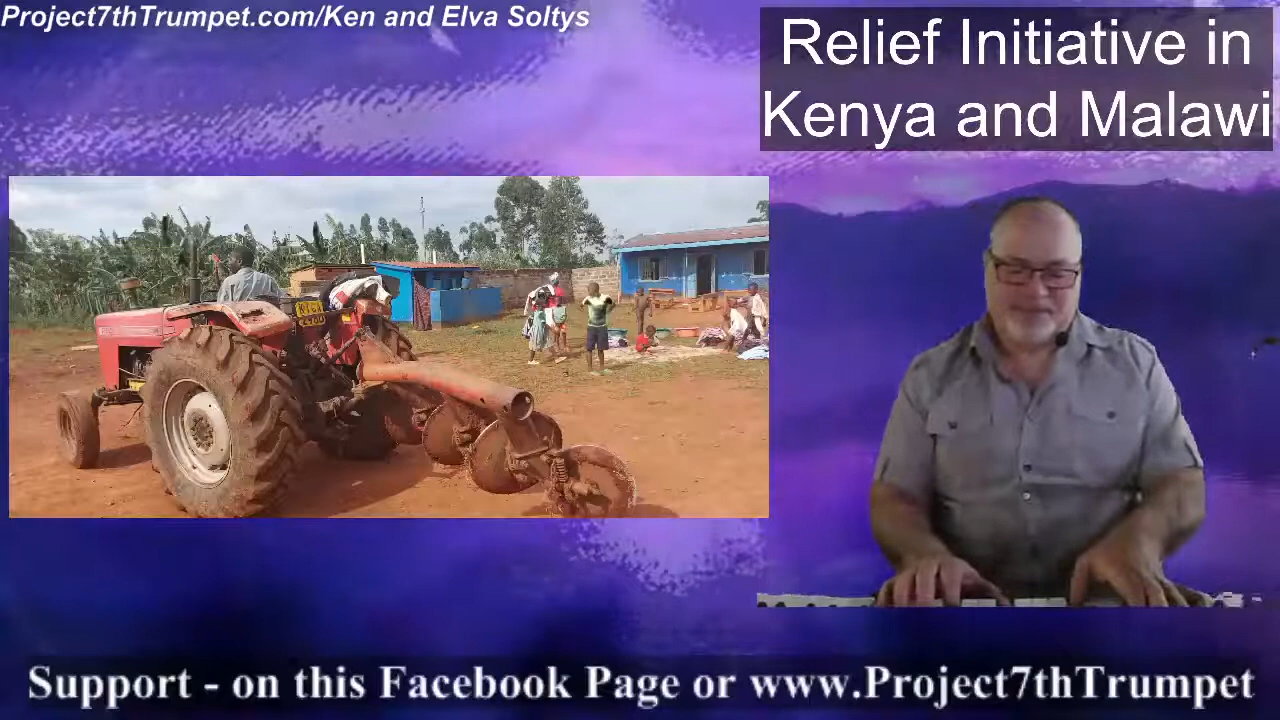 Project7thTrumpet.com/Ken and Elva Soltys
Relief Initiative in
Kenya and Malawi
Support - on this Facebook Page or www.Project7thTrumpet